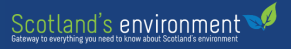 Scotland's environment
Gateway to everything you need to know about Scotland's environment